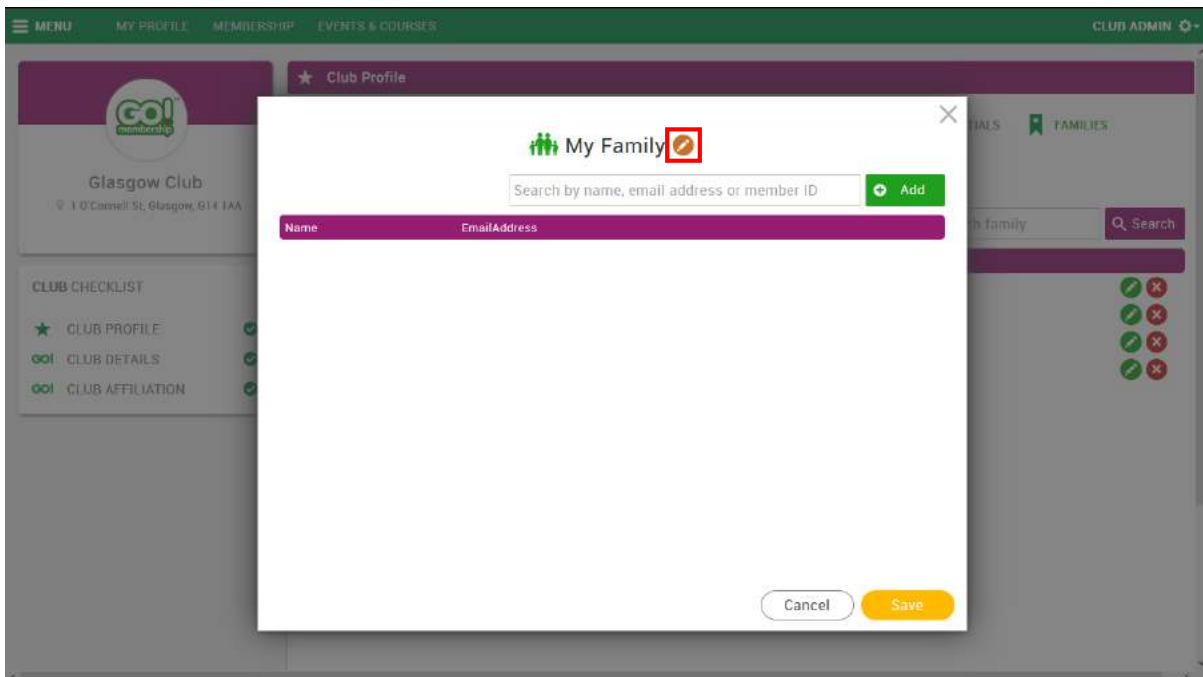 MENU MY PROFILE MEMBERSHIP EVENTS & COURSES CLUB ADMIN
Club Profile
GO!
membership
Glasgow Club
1 O'Connell St, Glasgow, G14 1AA
CLUB CHECKLIST
CLUB PROFILE
GO! CLUB DETAILS
GO! CLUB AFFILIATION
TIALS FAMILIES
h family Search
My Family
Search by name, email address or member ID Add
Name EmailAddress
Cancel Save